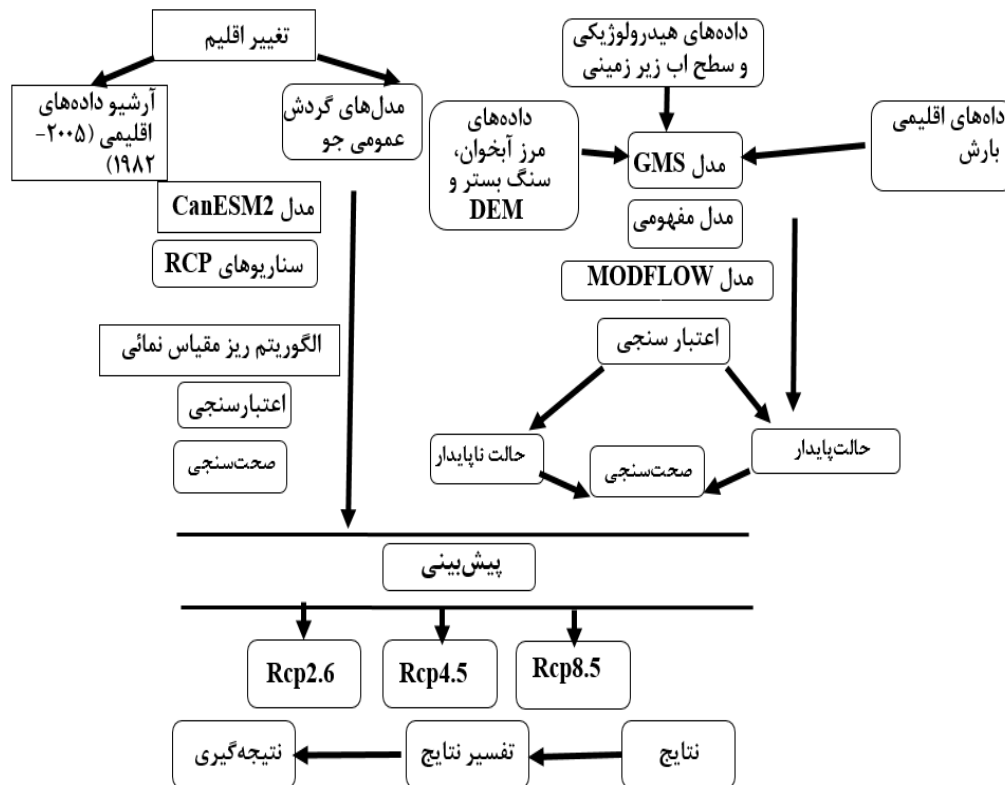 تغییر اقلیم
آرشیو داده‌های
اقلیمی (۲۰۰۵-
۱۹۸۲)
مدل‌های گردش
عمومی جو
مدل CanESM2
سناریوهای RCP
الگوریتم ریز مقیاس نمائی
اعتبارسنجی
صحت‌سنجی
داده‌های هیدرولوژیکی
و سطح اب زیر زمینی
داده‌های
مرز آبخوان،
سنگ بستر و
DEM
مدل GMS
داه‌های اقلیمی
بارش
مدل مفهومی
مدل MODFLOW
اعتبار سنجی
حالت‌پایدار
حالت ناپایدار
صحت‌سنجی
پیش‌بینی
Rcp2.6
Rcp4.5
Rcp8.5
نتایج
تفسیر نتایج
نتیجه‌گیری